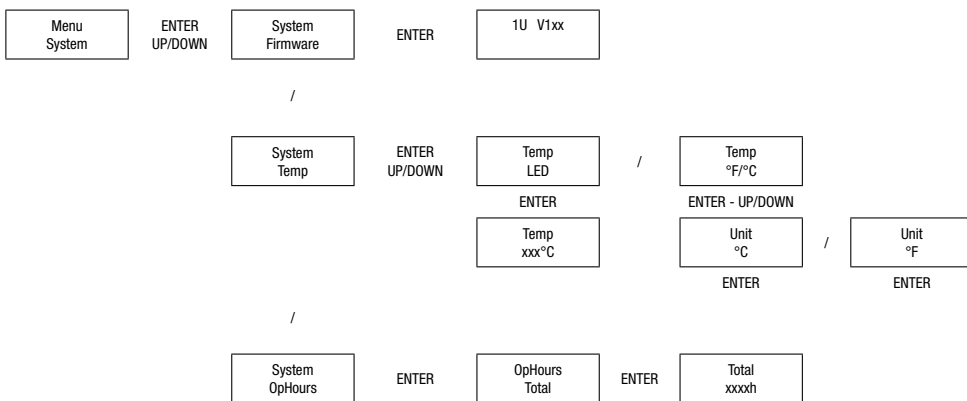 Menu
System
ENTER
UP/DOWN
System
Firmware
ENTER
1U V1xx
/
System
Temp
ENTER
UP/DOWN
Temp
LED
/
Temp
°F/°C
ENTER
ENTER - UP/DOWN
Temp
xxx°C
Unit
°C
/
Unit
°F
ENTER
ENTER
/
System
OpHours
ENTER
OpHours
Total
ENTER
Total
xxxxh